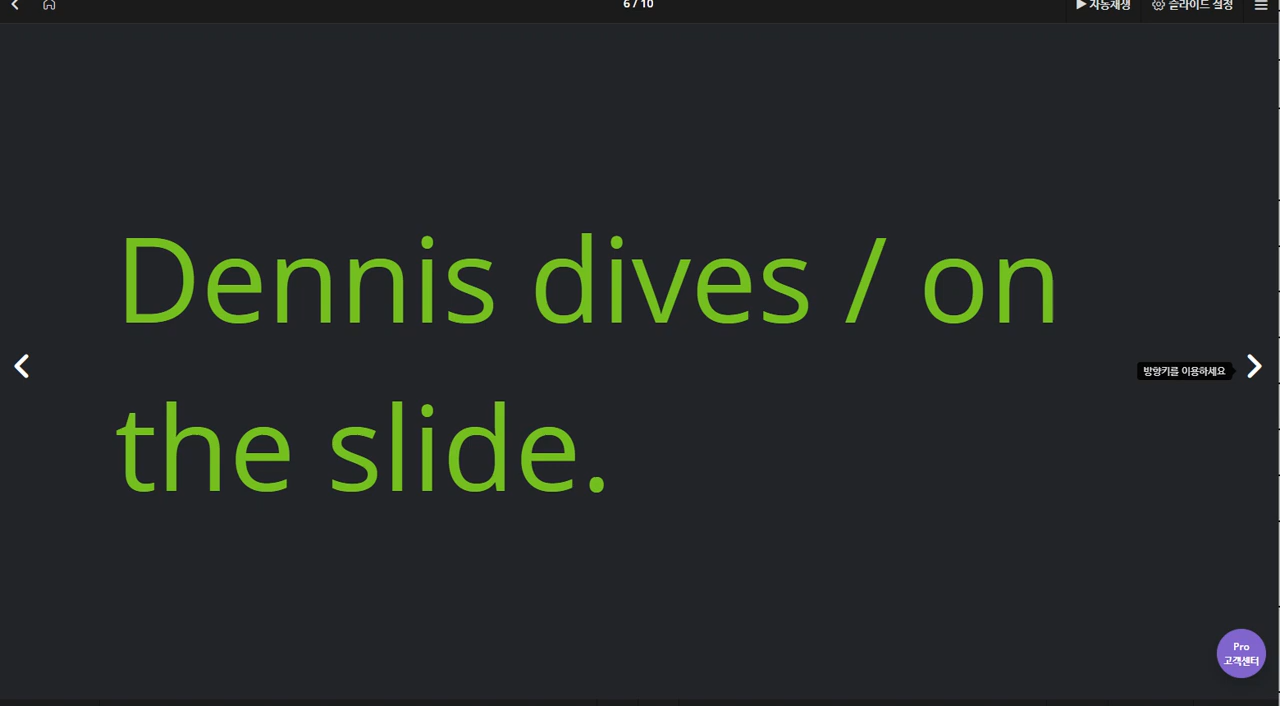 6 / 10
▶ 자동재생
슬라이드 설정
Dennis dives / on
the slide.
방향키를 이용하세요
Pro
고객센터